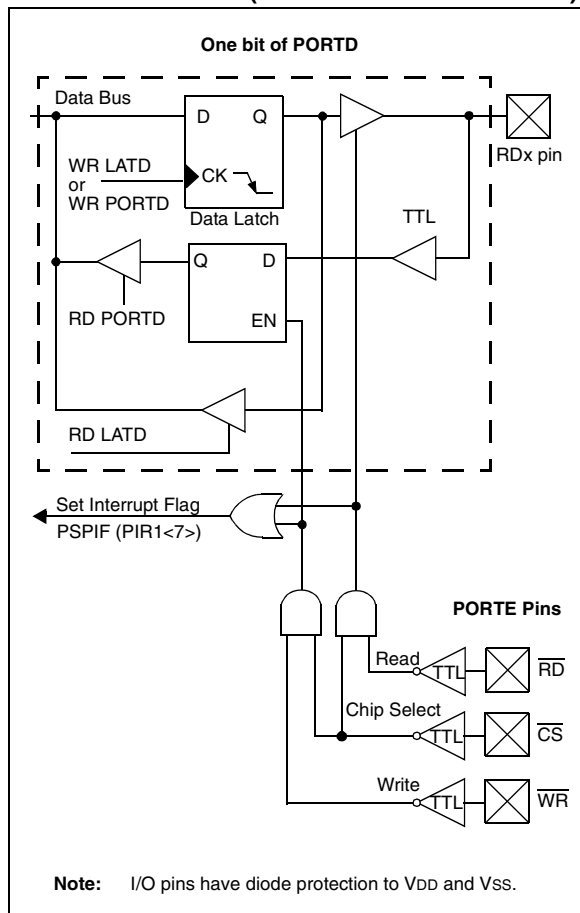 One bit of PORTD
Data Bus
D Q
RDx pin
WR LATD
or
WR PORTD
CK
Data Latch
TTL
Q D
EN
RD PORTD
RD LATD
Set Interrupt Flag
PSPIF (PIR1<7>)
PORTE Pins
Read
TTL
RD
Chip Select
TTL
CS
Write
TTL
WR
Note: I/O pins have diode protection to VDD and VSS.